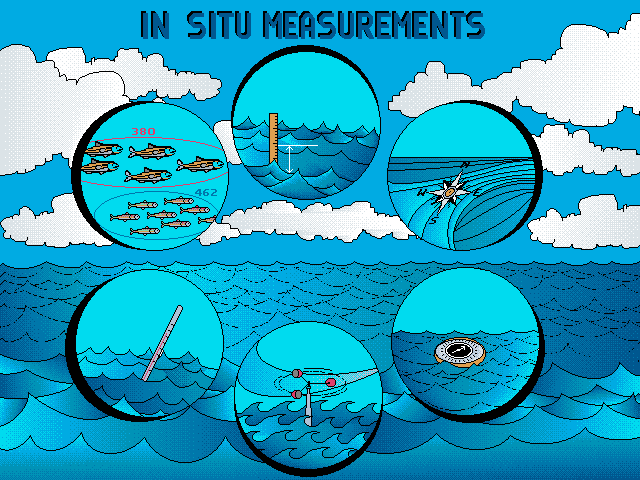 IN SITU MEASUREMENTS
380
462
N
W E
S